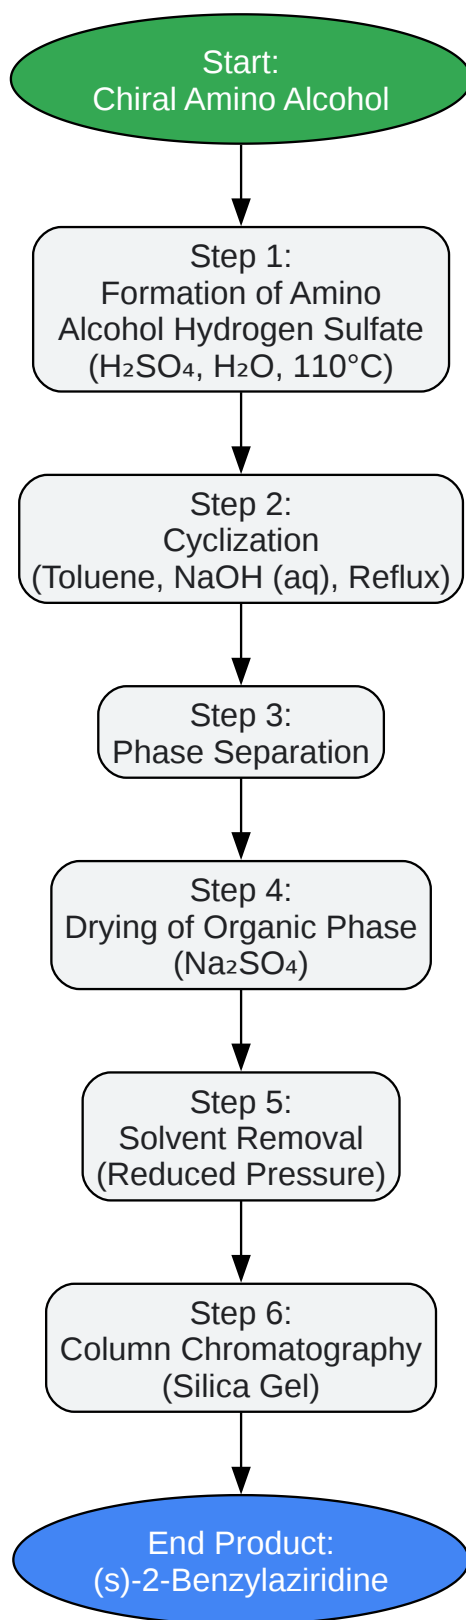 Start:
Chiral Amino Alcohol
Step 1:
Formation of Amino
Alcohol Hydrogen Sulfate
(H₂SO₄, H₂O, 110°C)
Step 2:
Cyclization
(Toluene, NaOH (aq), Reflux)
Step 3:
Phase Separation
Step 4:
Drying of Organic Phase
(Na₂SO₄)
Step 5:
Solvent Removal
(Reduced Pressure)
Step 6:
Column Chromatography
(Silica Gel)
End Product:
(s)-2-Benzylaziridine